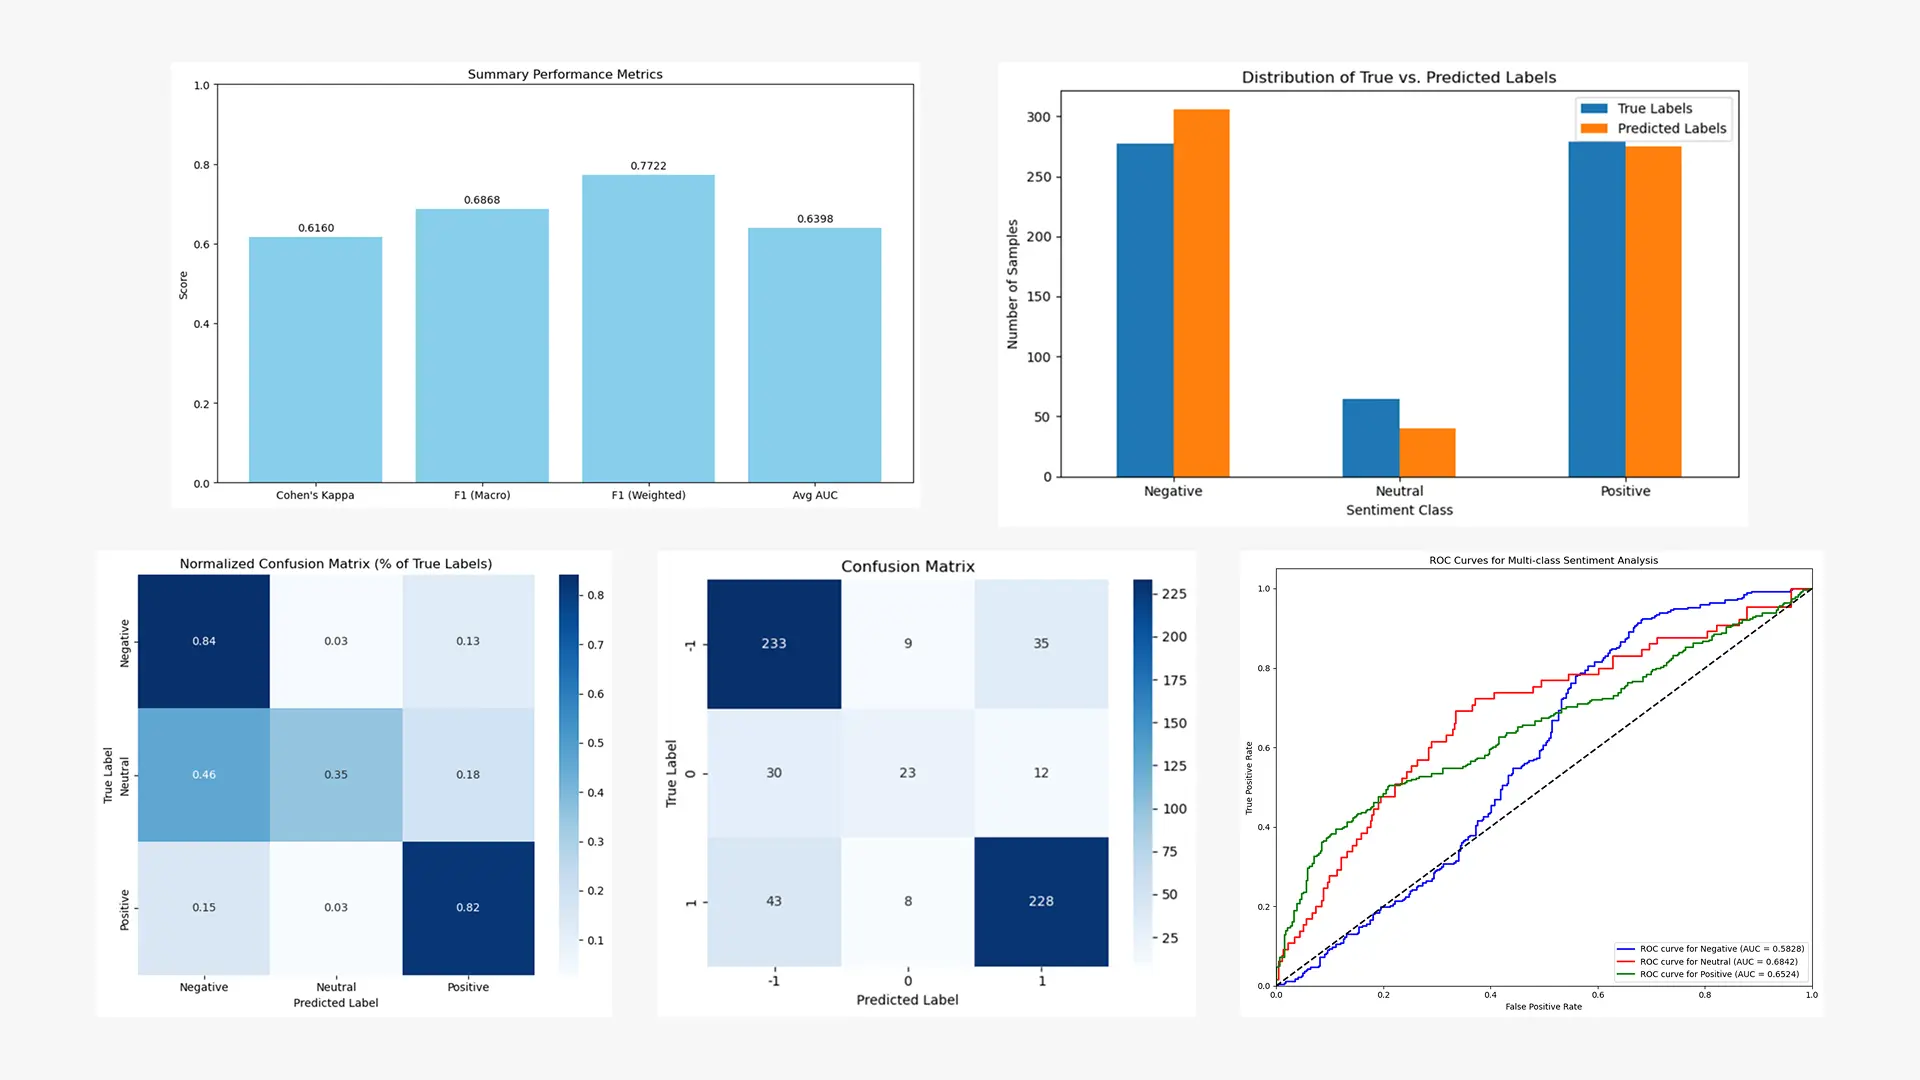 Summary Performance Metrics
1.0
0.8
0.6
0.4
0.2
0.0
Score
0.6160
0.6868
0.7722
0.6398
Cohen's Kappa
F1 (Macro)
F1 (Weighted)
Avg AUC
Distribution of True vs. Predicted Labels
True Labels
Predicted Labels
300
250
200
150
100
50
0
Number of Samples
Negative
Neutral
Positive
Sentiment Class
Normalized Confusion Matrix (% of True Labels)
Negative
Neutral
Positive
True Label
0.84 0.03 0.13
0.46 0.35 0.18
0.15 0.03 0.82
Negative Neutral Positive
Predicted Label
0.8
0.7
0.6
0.5
0.4
0.3
0.2
0.1
Confusion Matrix
-1
0
1
True Label
233 9 35
30 23 12
43 8 228
-1 0 1
Predicted Label
225
200
175
150
125
100
75
50
25
ROC Curves for Multi-class Sentiment Analysis
1.0
0.8
0.6
0.4
0.2
0.0
True Positive Rate
ROC curve for Negative (AUC = 0.5828)
ROC curve for Neutral (AUC = 0.6842)
ROC curve for Positive (AUC = 0.6524)
0.0 0.2 0.4 0.6 0.8 1.0
False Positive Rate